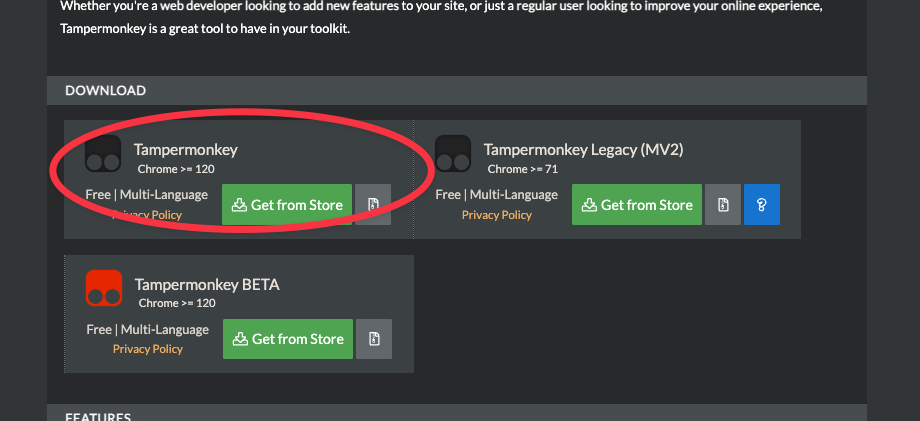 Whether you're a web developer looking to add new features to your site, or just a regular user looking to improve your online experience,
Tampermonkey is a great tool to have in your toolkit.
DOWNLOAD
Tampermonkey
Chrome >= 120
Free | Multi-Language
Privacy Policy
Get from Store
Tampermonkey Legacy (MV2)
Chrome >= 71
Free | Multi-Language
Privacy Policy
Get from Store
Tampermonkey BETA
Chrome >= 120
Free | Multi-Language
Privacy Policy
Get from Store
FEATURES